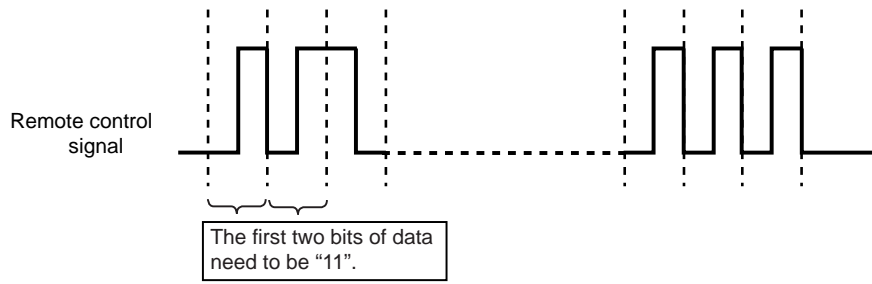 Remote control
signal
The first two bits of data
need to be “11”.